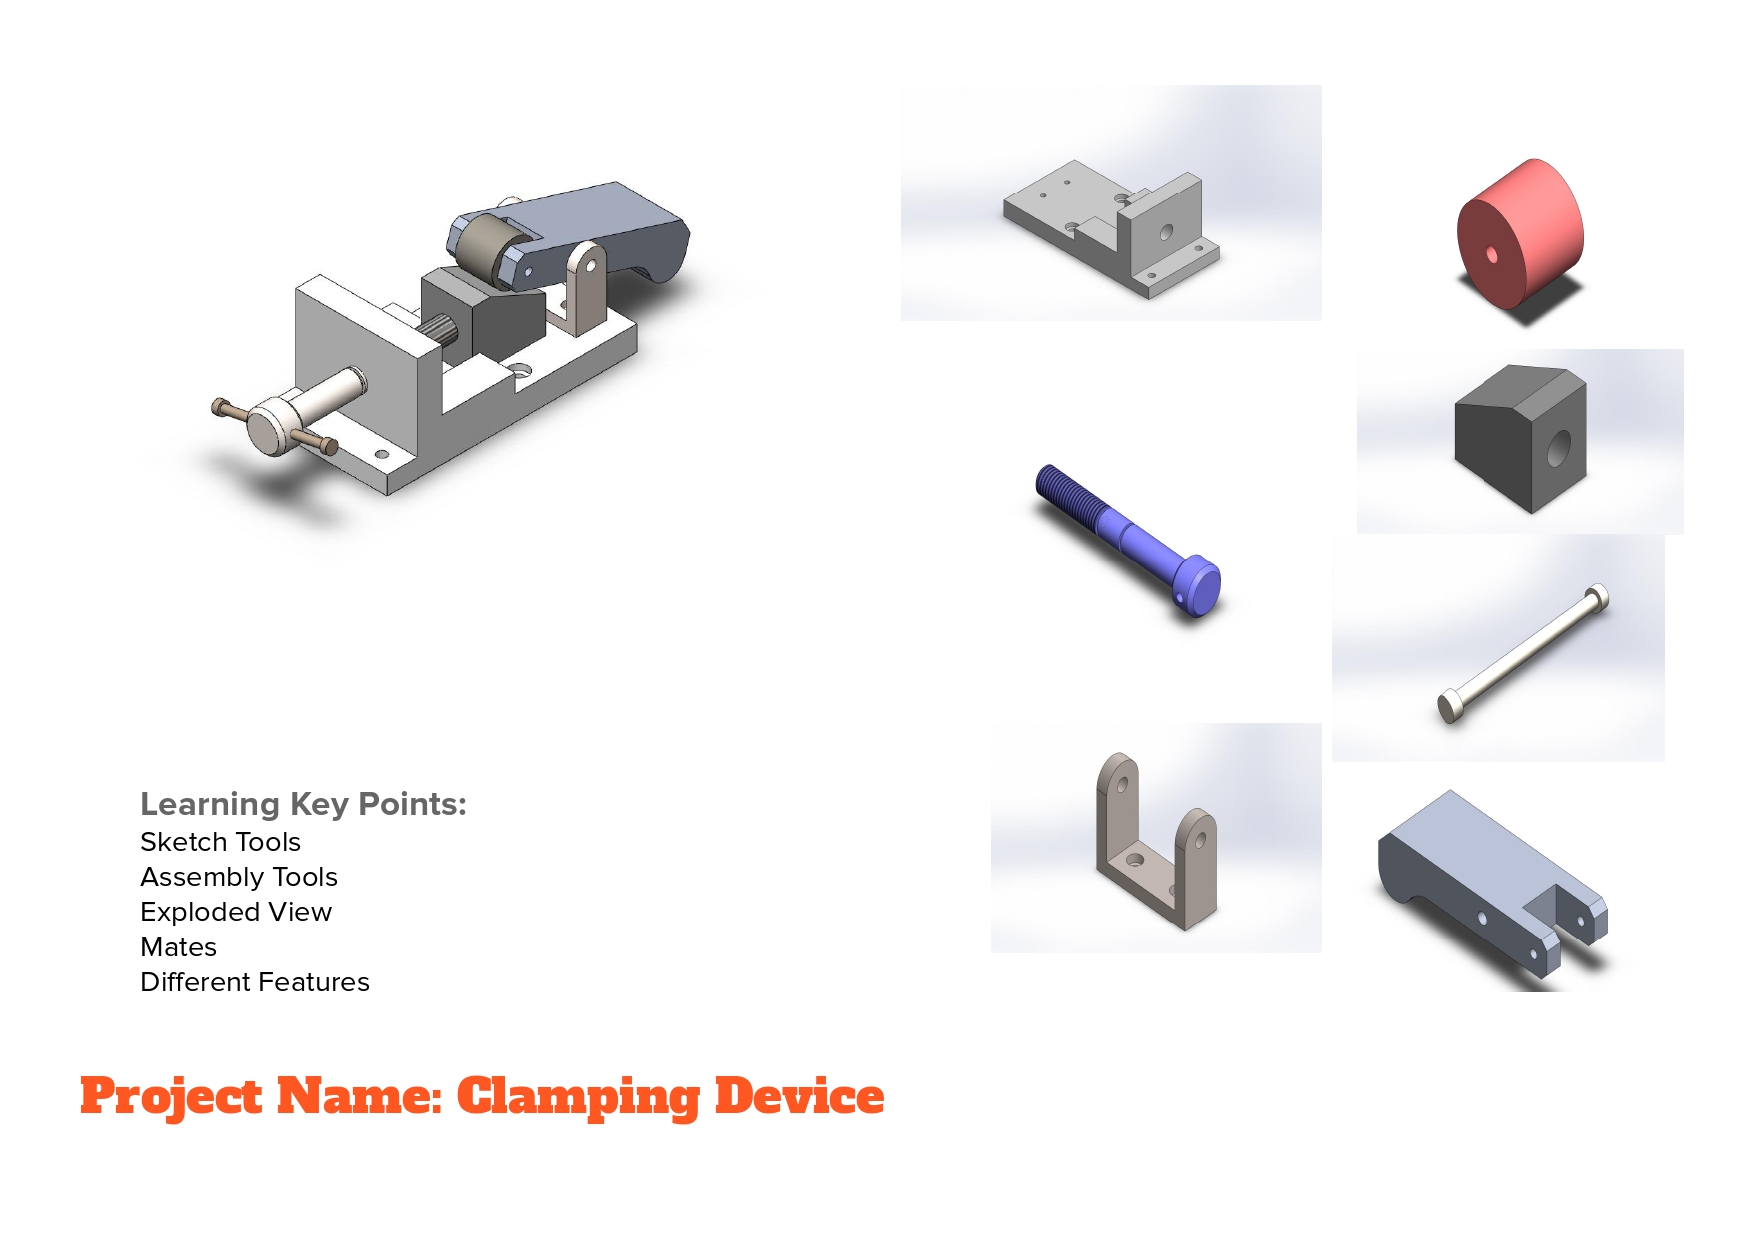 Learning Key Points:
Sketch Tools
Assembly Tools
Exploded View
Mates
Different Features
Project Name: Clamping Device